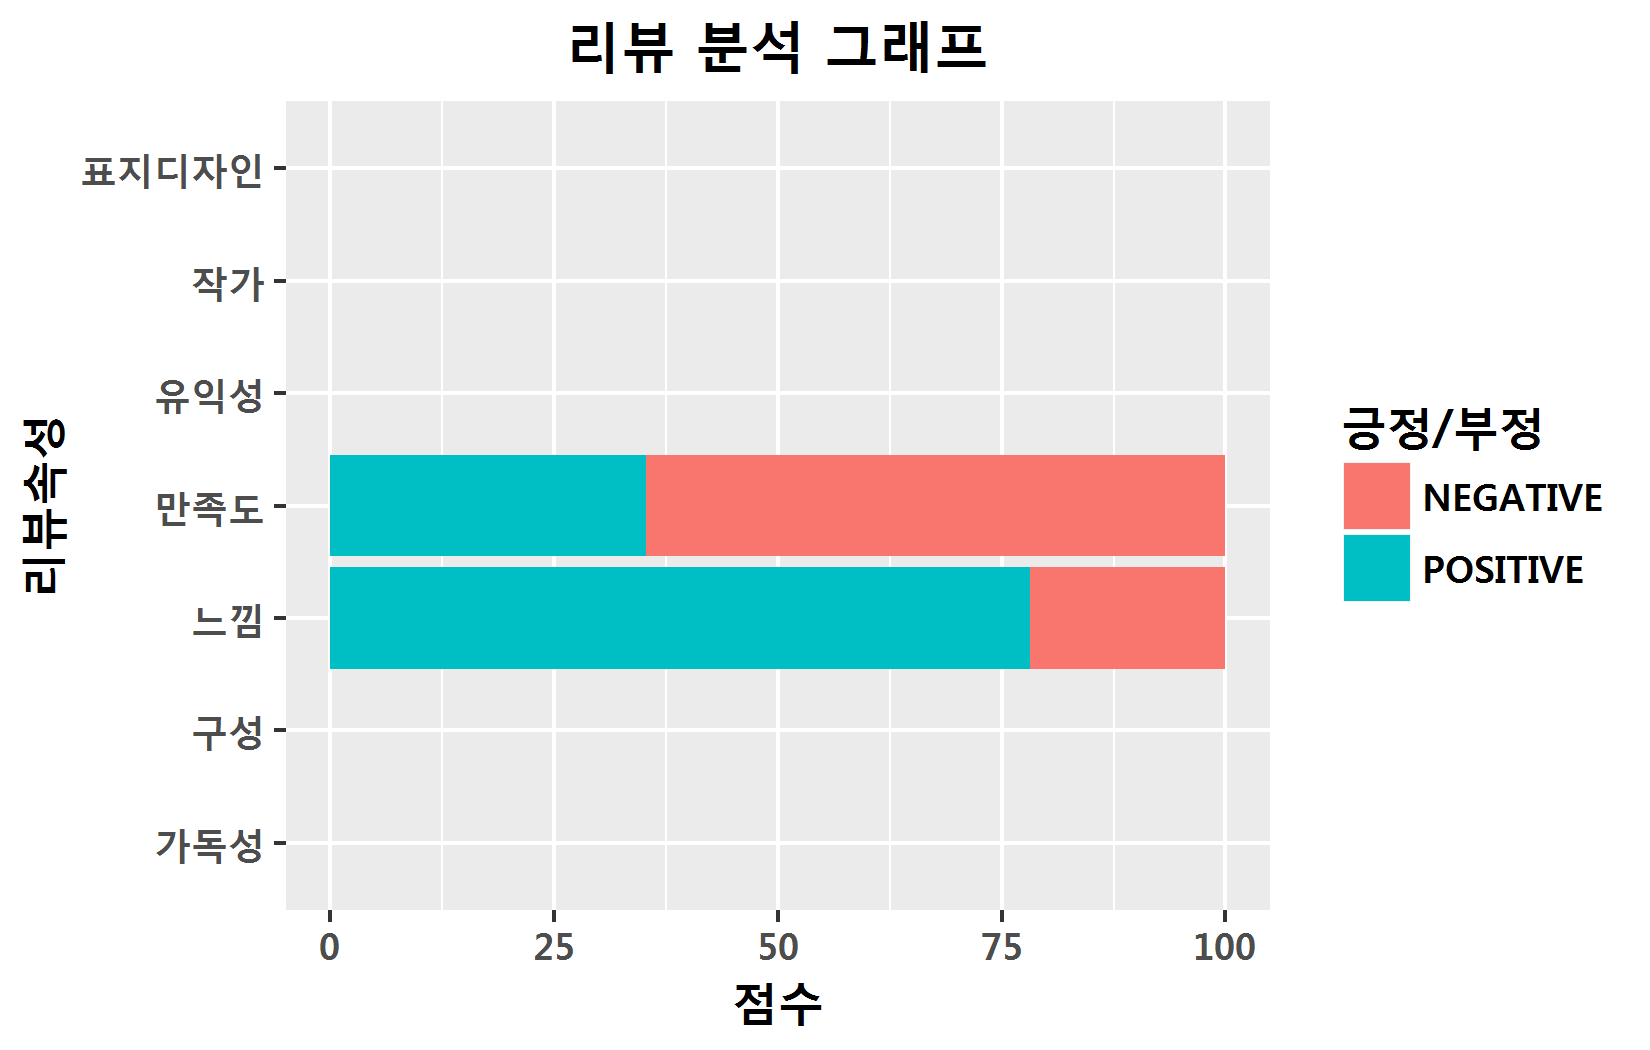 리뷰 분석 그래프
리뷰속성
표지디자인
작가
유익성
만족도
느낌
구성
가독성
0 25 50 75 100
점수
긍정/부정
NEGATIVE
POSITIVE